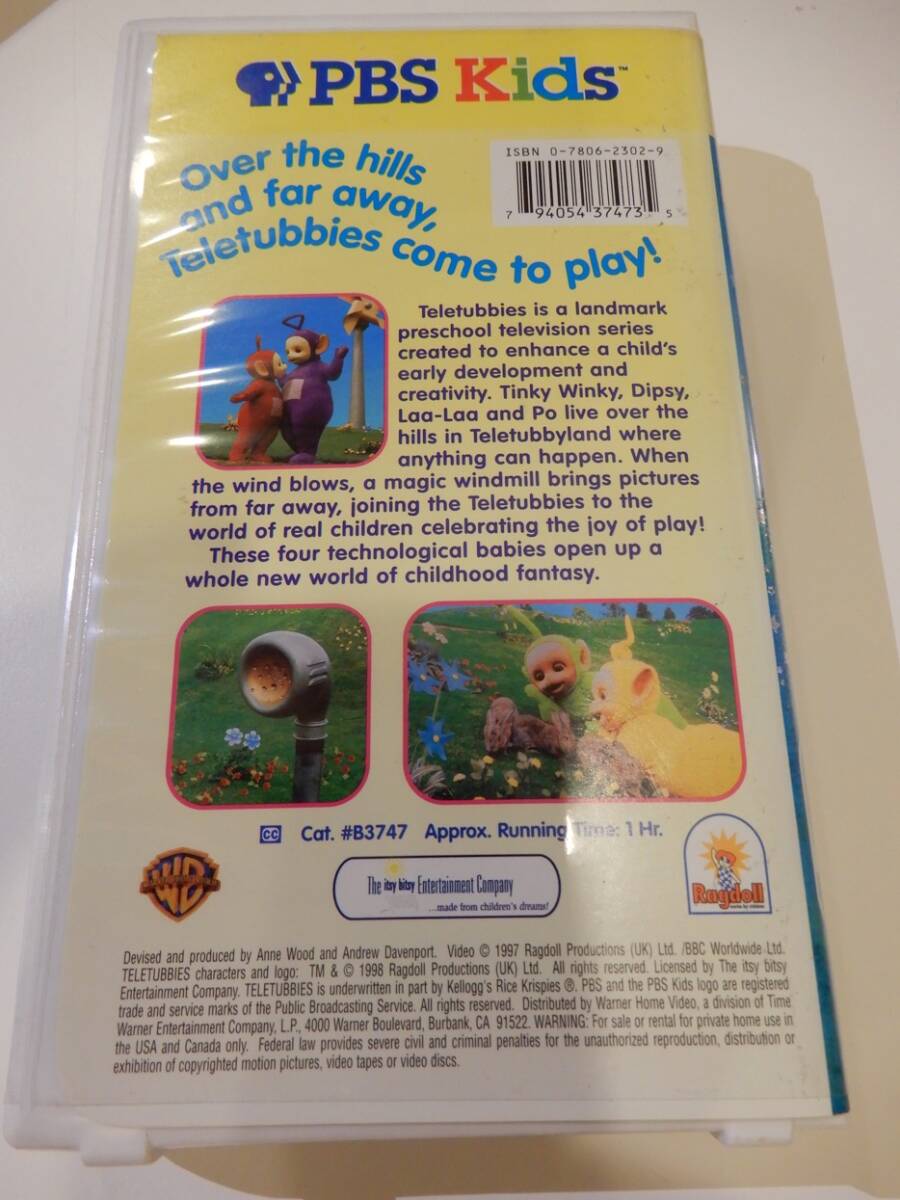 PBS Kids™
Over the hills
and far away,
Teletubbies come to play!
ISBN 0-7806-2302-9
7 94054 37473 5
Teletubbies is a landmark
preschool television series
created to enhance a child's
early development and
creativity. Tinky Winky, Dipsy,
Laa-Laa and Po live over the
hills in Teletubbyland where
anything can happen. When
the wind blows, a magic windmill brings pictures
from far away, joining the Teletubbies to the
world of real children celebrating the joy of play!
These four technological babies open up a
whole new world of childhood fantasy.
CC Cat. #B3747 Approx. Running Time: 1 Hr.
WB
The itsy bitsy Entertainment Company
...made from children's dreams!
Ragdoll
Devised and produced by Anne Wood and Andrew Davenport. Video © 1997 Ragdoll Productions (UK) Ltd. /BBC Worldwide Ltd.
TELETUBBIES characters and logo: TM & © 1998 Ragdoll Productions (UK) Ltd. All rights reserved. Licensed by The itsy bitsy
Entertainment Company. TELETUBBIES is underwritten in part by Kellogg's Rice Krispies ®. PBS and the PBS Kids logo are registered
trade and service marks of the Public Broadcasting Service. All rights reserved. Distributed by Warner Home Video, a division of Time
Warner Entertainment Company, L.P., 4000 Warner Boulevard, Burbank, CA 91522. WARNING: For sale or rental for private home use in
the USA and Canada only. Federal law provides severe civil and criminal penalties for the unauthorized reproduction, distribution or
exhibition of copyrighted motion pictures, video tapes or video discs.